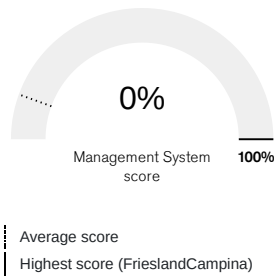 0%
Management System
score
100%
Average score
Highest score (FrieslandCampina)